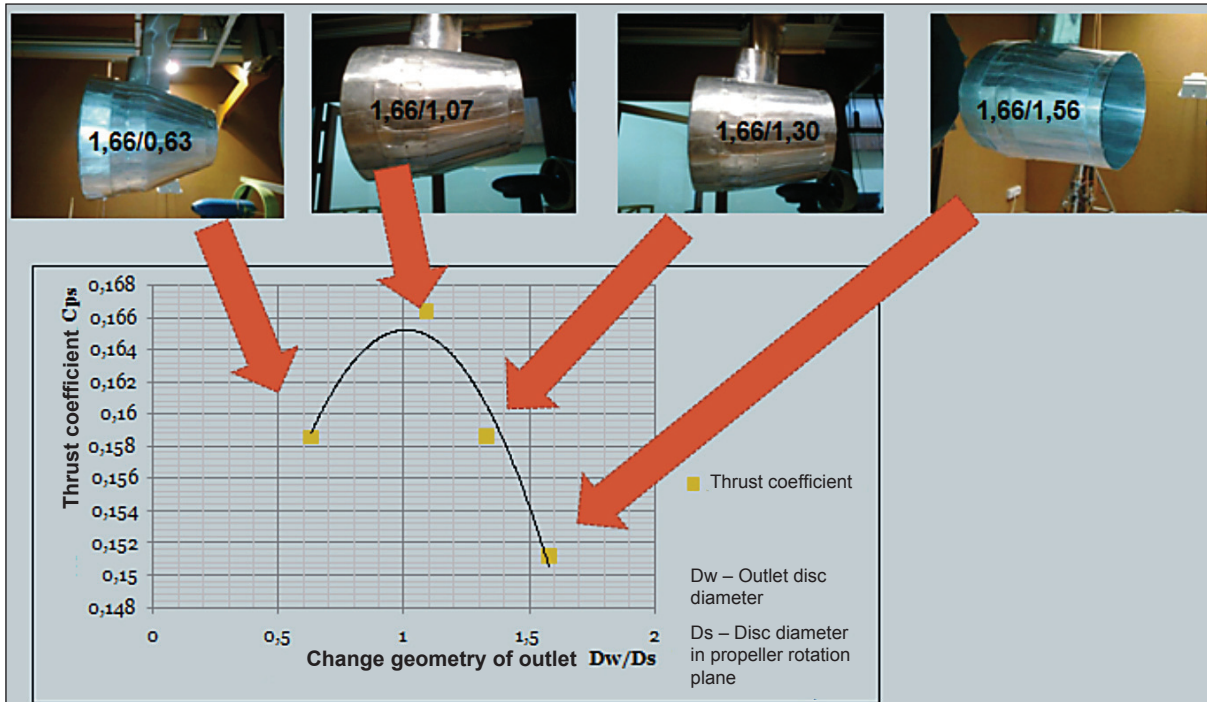 1,66/0,63
1,66/1,07
1,66/1,30
1,66/1,56
Thrust coefficient Cps
0,168
0,166
0,164
0,162
0,16
0,158
0,156
0,154
0,152
0,15
0,148
0
0,5
1
1,5
2
Change geometry of outlet Dw/Ds
Thrust coefficient
Dw – Outlet disc
diameter
Ds – Disc diameter
in propeller rotation
plane